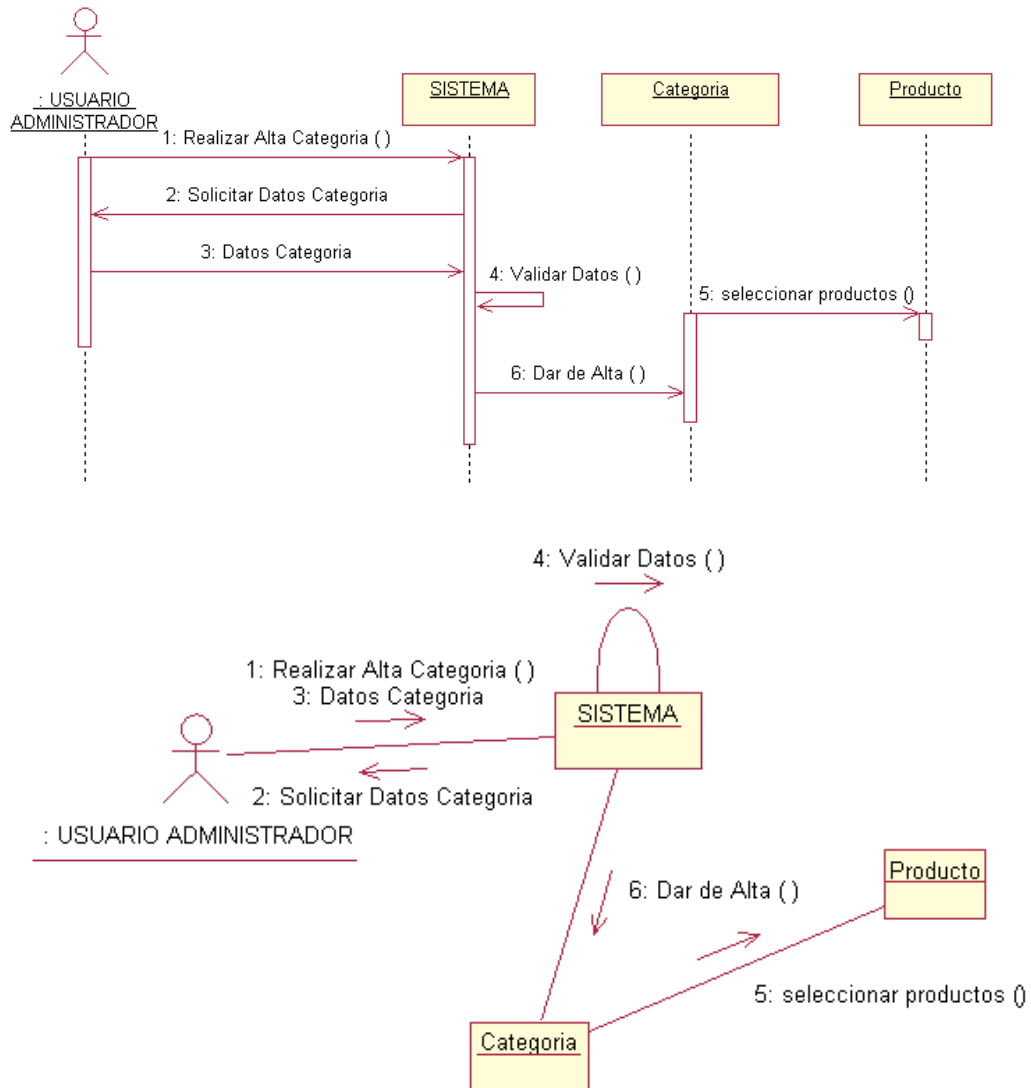 : USUARIO
ADMINISTRADOR
SISTEMA
Categoria
Producto
1: Realizar Alta Categoria ( )
2: Solicitar Datos Categoria
3: Datos Categoria
4: Validar Datos ( )
5: seleccionar productos ()
6: Dar de Alta ( )
4: Validar Datos ( )
1: Realizar Alta Categoria ( )
3: Datos Categoria
SISTEMA
2: Solicitar Datos Categoria
: USUARIO ADMINISTRADOR
Producto
6: Dar de Alta ( )
5: seleccionar productos ()
Categoria